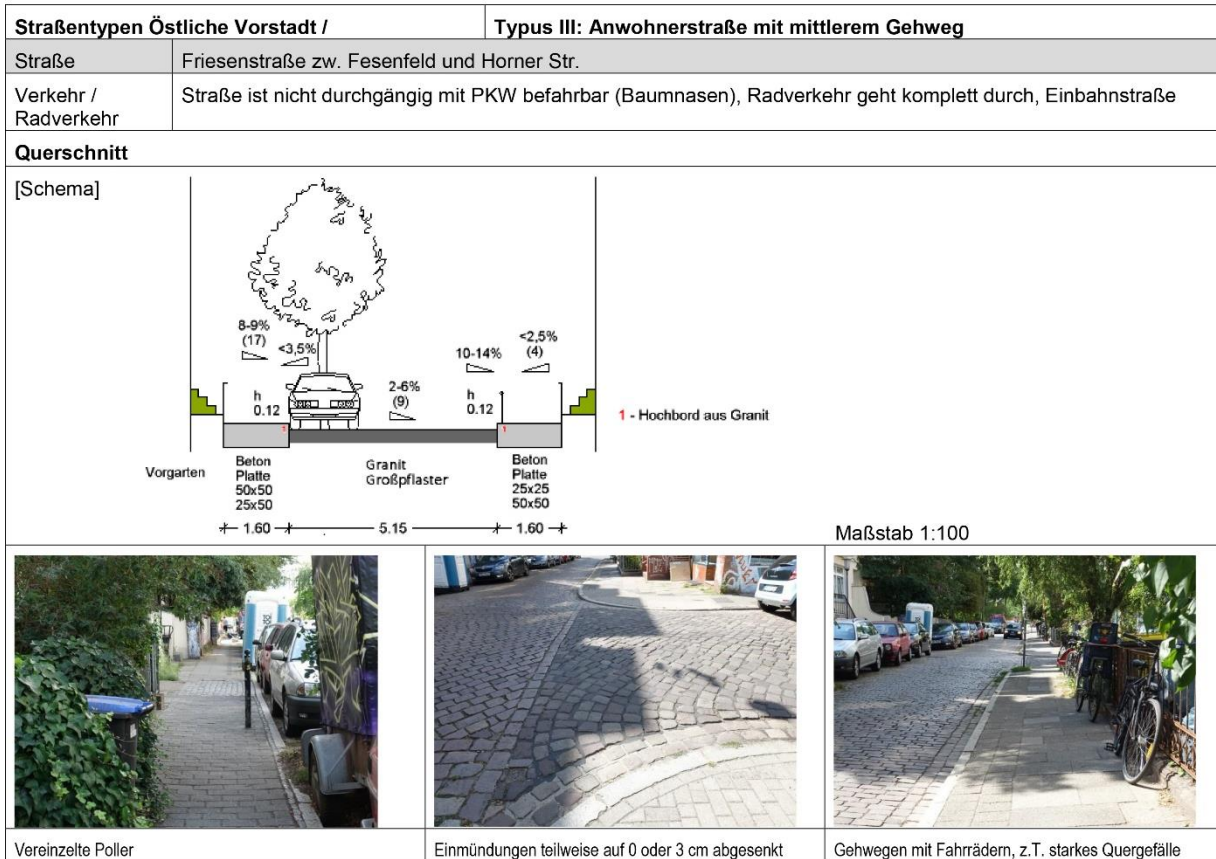 Straßentypen Östliche Vorstadt /
Typus III: Anwohnerstraße mit mittlerem Gehweg
Straße
Friesenstraße zw. Fesenfeld und Horner Str.
Verkehr /
Radverkehr
Straße ist nicht durchgängig mit PKW befahrbar (Baumnasen), Radverkehr geht komplett durch, Einbahnstraße
Querschnitt
[Schema]
8-9%
(17)
<3,5%
10-14%
<2,5%
(4)
h
0.12
2-6%
(9)
h
0.12
1 - Hochbord aus Granit
1
1
Vorgarten
Beton
Platte
50x50
25x50
Granit
Großpflaster
Beton
Platte
25x25
50x50
1.60
5.15
1.60
Maßstab 1:100
Vereinzelte Poller
Einmündungen teilweise auf 0 oder 3 cm abgesenkt
Gehwegen mit Fahrrädern, z.T. starkes Quergefälle